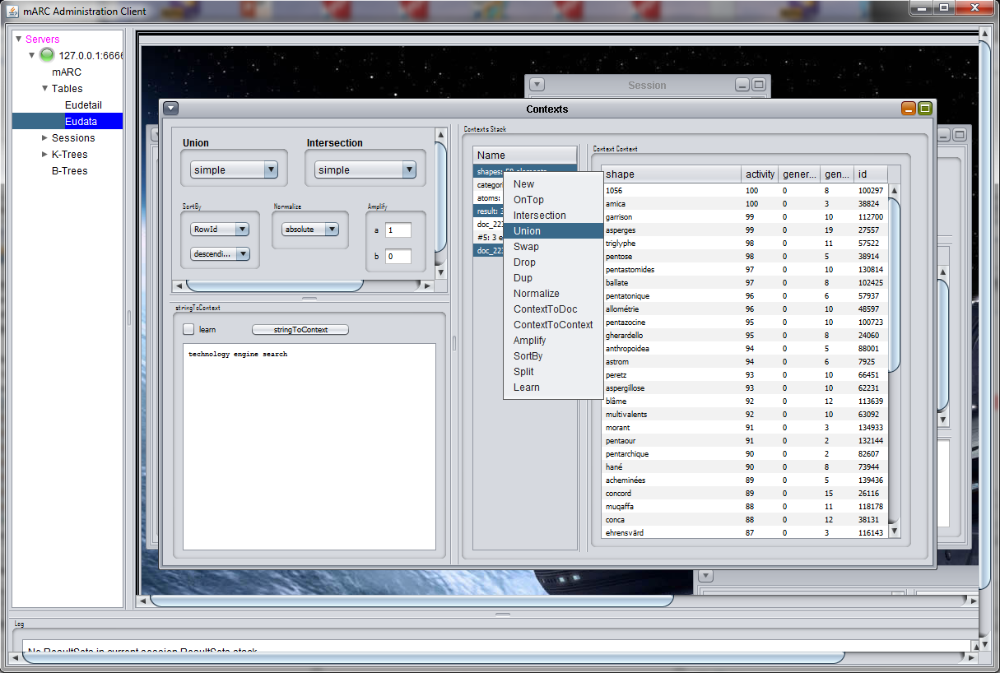 mARC Administration Client
Servers
127.0.0.1:6666
mARC
Tables
Eudetail
Eudata
Sessions
K-Trees
B-Trees
Session
Contexts
Union
simple
Intersection
simple
SortBy
RowId
descendi...
Normalize
absolute
Amplify
a 1
b 0
stringToContext
learn
stringToContext
technology engine search
Contexts Stack
Name
shapes: 50 elements
categor
atoms:
result: 3
doc_223
#5: 3 e
doc_223
New
OnTop
Intersection
Union
Swap
Drop
Dup
Normalize
ContextToDoc
ContextToContext
Amplify
SortBy
Split
Learn
Context Content
shape activity gener... gen... id
1056 100 0 8 100297
amica 100 0 3 38824
garrison 99 0 10 112700
asperges 99 0 19 27557
triglyphe 98 0 11 57522
pentose 98 0 5 38914
pentastomides 97 0 10 130814
ballate 97 0 8 102425
pentatonique 96 0 6 57937
allométrie 96 0 10 48597
pentazocine 95 0 10 100723
gherardello 95 0 8 24060
anthropoidea 94 0 5 88001
astrom 94 0 6 7925
peretz 93 0 10 66451
aspergillose 93 0 10 62231
blâme 92 0 12 113639
multivalents 92 0 10 63092
morant 91 0 3 134933
pentaour 91 0 2 132144
pentarchique 90 0 2 82607
hané 90 0 8 73944
acheminées 89 0 5 139436
concord 89 0 15 26116
muqaffa 88 0 11 118178
conca 88 0 12 38131
ehrensvärd 87 0 3 116143
Log
No ResultSets in current session ResultSets stack